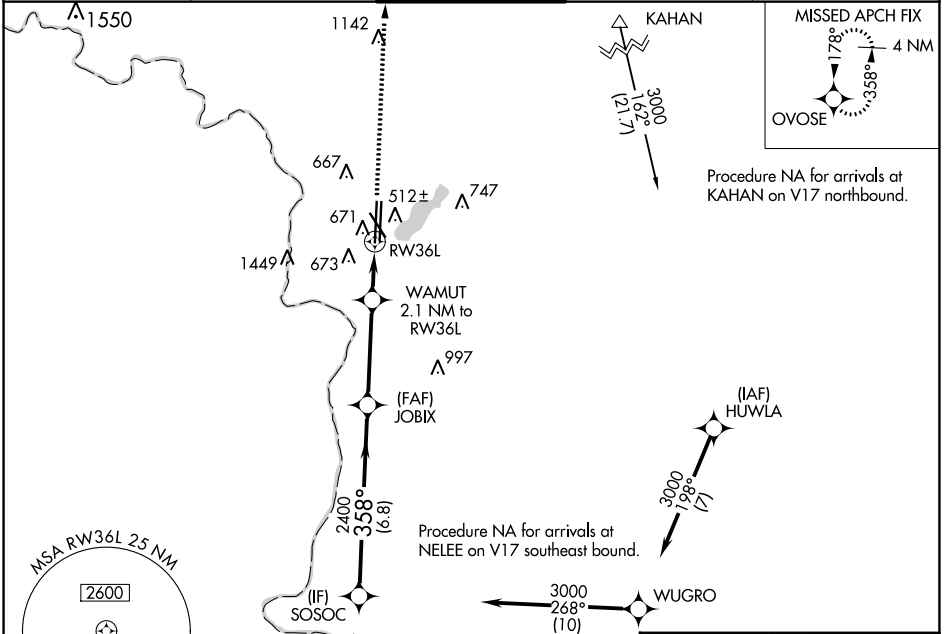 1550
1142
KAHAN
3000
162°
(21.7)
MISSED APCH FIX
178°
358°
4 NM
OVOSE
Procedure NA for arrivals at
KAHAN on V17 northbound.
667
512±
747
671
RW36L
1449
673
WAMUT
2.1 NM to
RW36L
997
(FAF)
JOBIX
(IAF)
HUWLA
3000
198°
(7)
2400
358°
(6.8)
Procedure NA for arrivals at
NELEE on V17 southeast bound.
MSA RW36L 25 NM
2600
(IF)
SOSOC
3000
268°
(10)
WUGRO